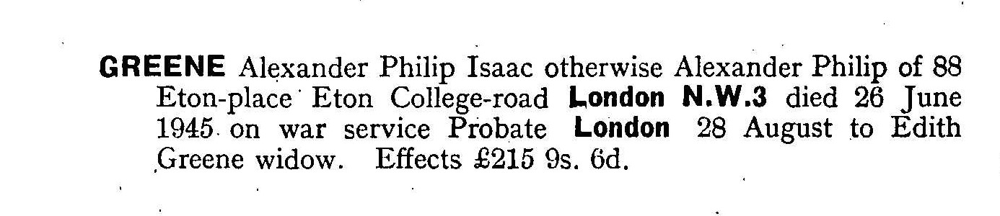 GREENE Alexander Philip Isaac otherwise Alexander Philip of 88
Eton-place Eton College-road London N.W.3 died 26 June
1945 on war service Probate London 28 August to Edith
Greene widow. Effects £215 9s. 6d.